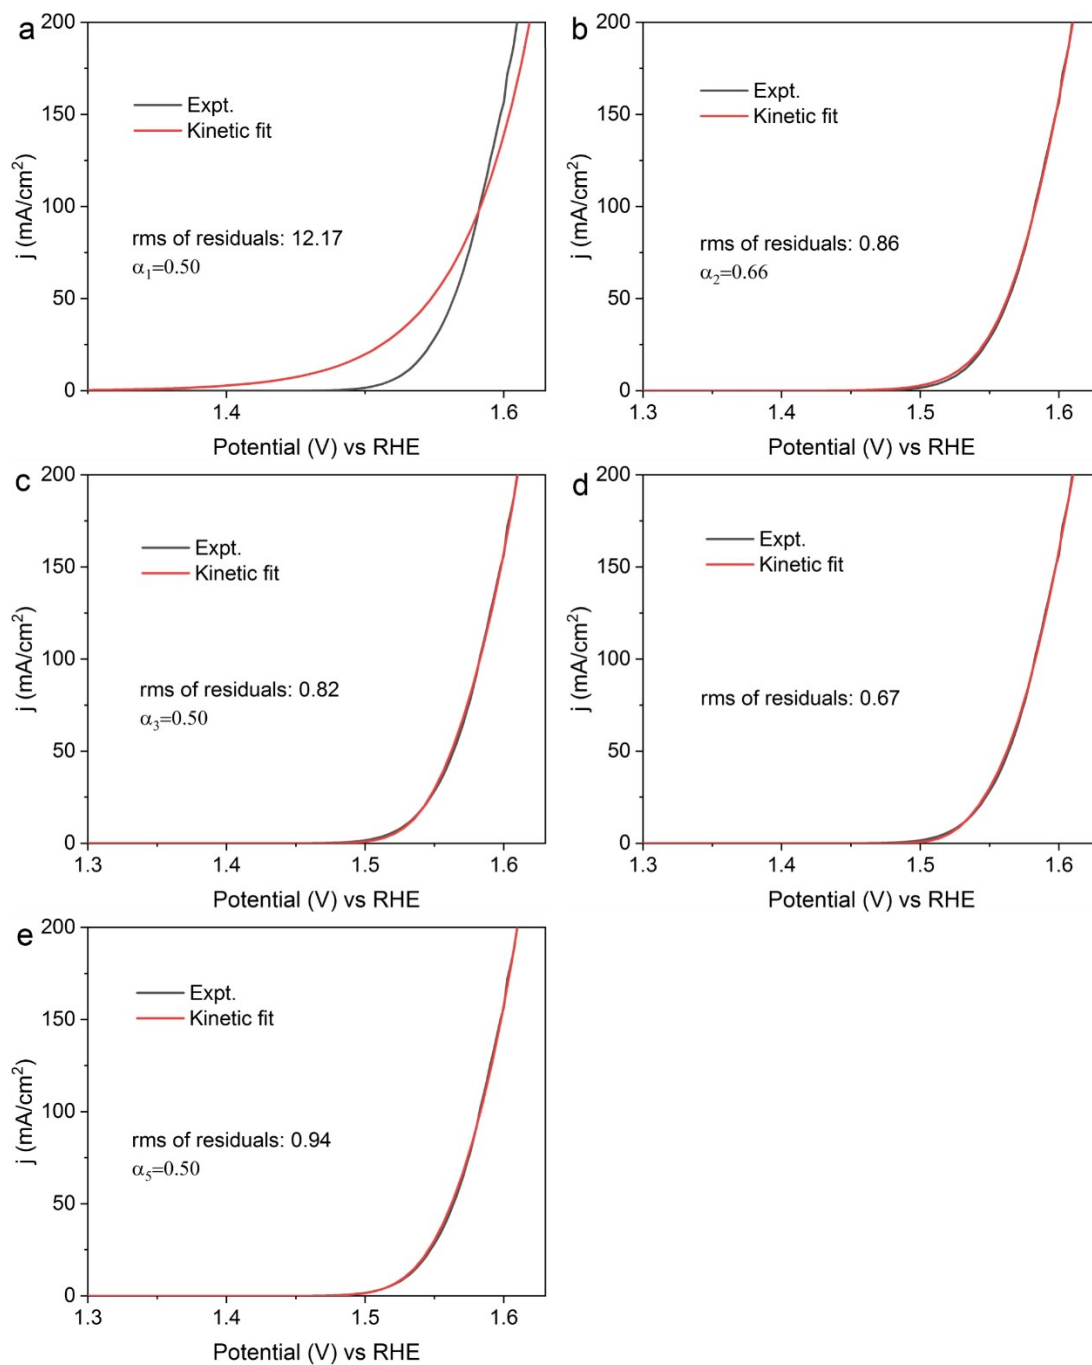 a
200
150
100
50
0
j (mA/cm²)
Expt.
Kinetic fit
rms of residuals: 12.17
α₁=0.50
1.4
1.6
Potential (V) vs RHE
b
200
150
100
50
0
j (mA/cm²)
Expt.
Kinetic fit
rms of residuals: 0.86
α₂=0.66
1.3
1.4
1.5
1.6
Potential (V) vs RHE
c
200
150
100
50
0
j (mA/cm²)
Expt.
Kinetic fit
rms of residuals: 0.82
α₃=0.50
1.3
1.4
1.5
1.6
Potential (V) vs RHE
d
200
150
100
50
0
j (mA/cm²)
Expt.
Kinetic fit
rms of residuals: 0.67
1.3
1.4
1.5
1.6
Potential (V) vs RHE
e
200
150
100
50
0
j (mA/cm²)
Expt.
Kinetic fit
rms of residuals: 0.94
α₅=0.50
1.3
1.4
1.5
1.6
Potential (V) vs RHE